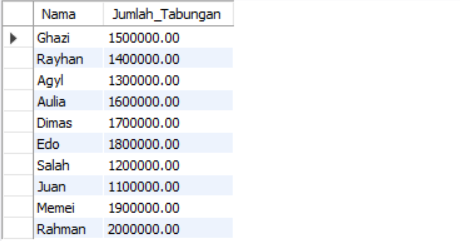 Nama Jumlah_Tabungan
Ghazi 1500000.00
Rayhan 1400000.00
Agyl 1300000.00
Aulia 1600000.00
Dimas 1700000.00
Edo 1800000.00
Salah 1200000.00
Juan 1100000.00
Memei 1900000.00
Rahman 2000000.00